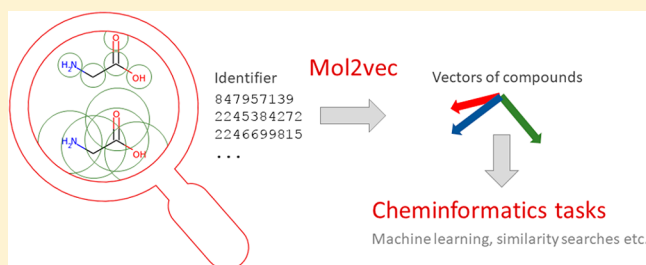 O
H₂N
OH
O
H₂N
OH
Identifier
847957139
2245384272
2246699815
...
Mol2vec
Vectors of compounds
Cheminformatics tasks
Machine learning, similarity searches etc.